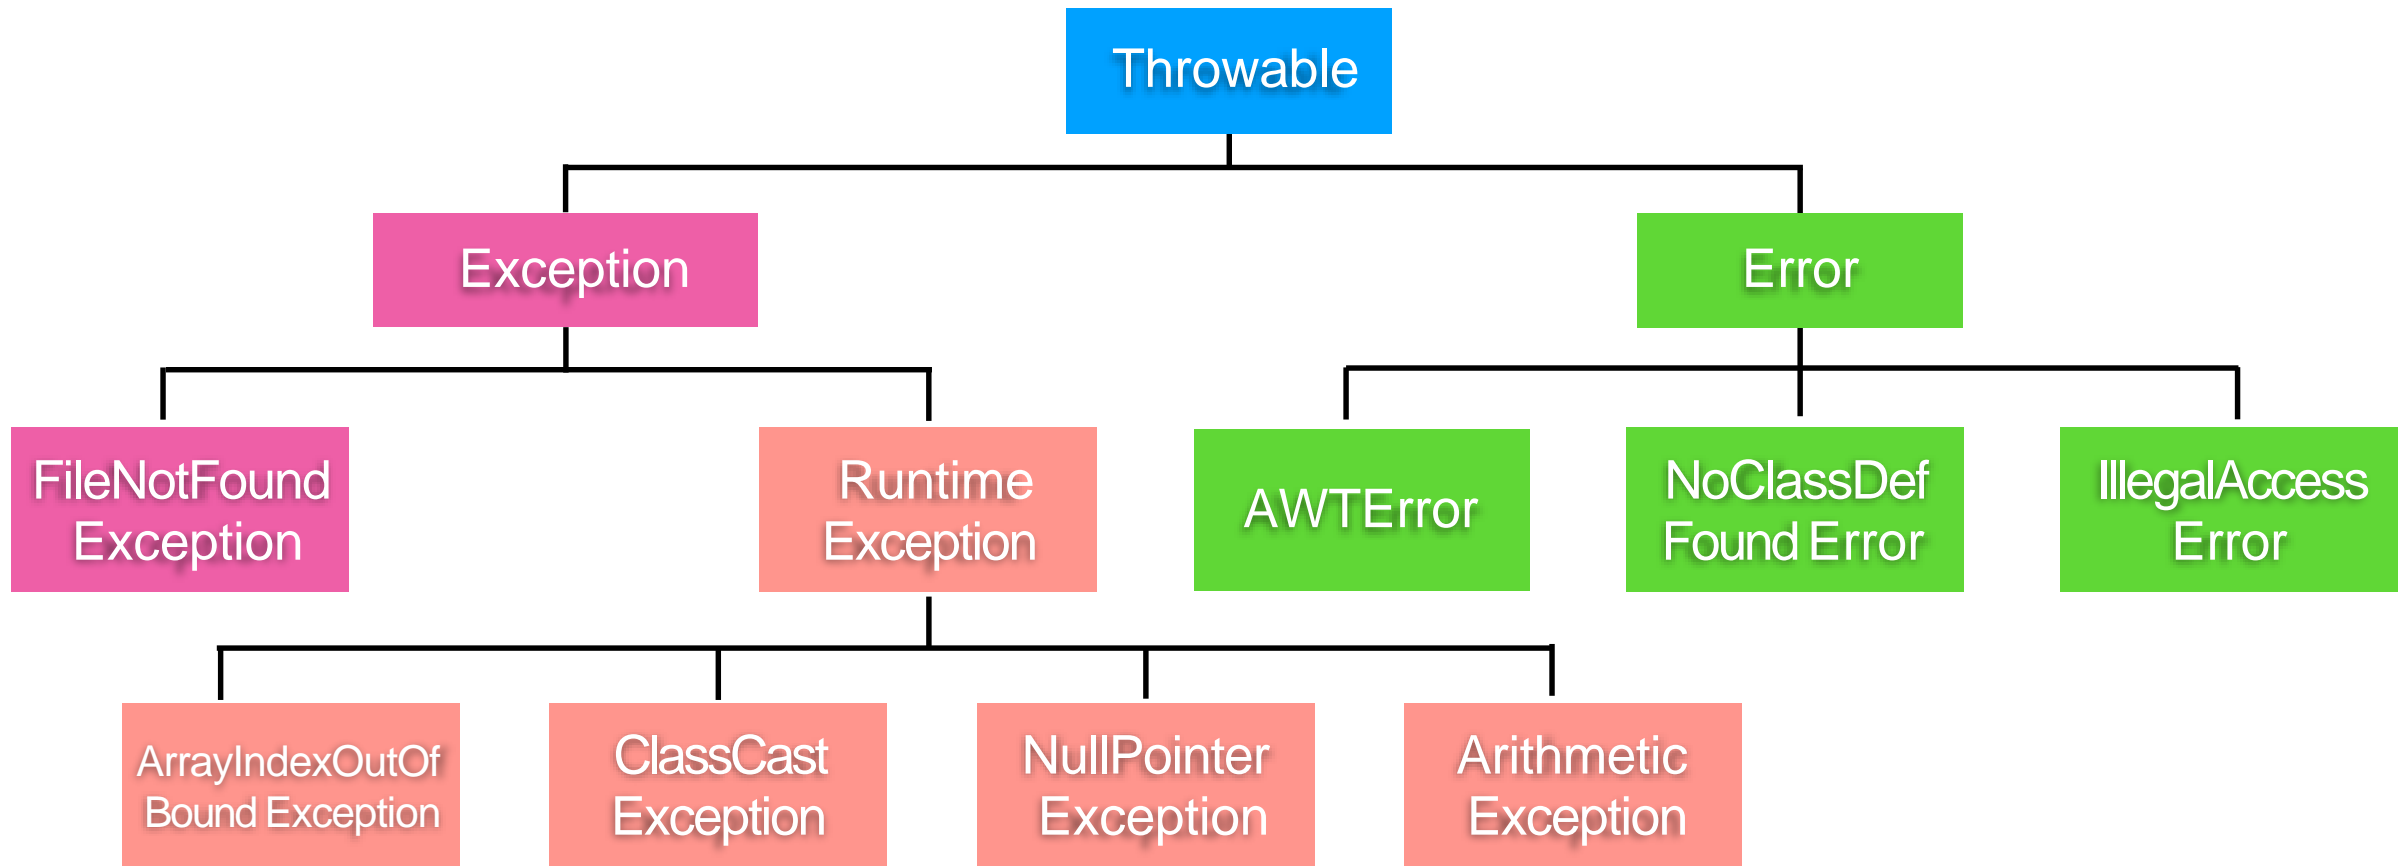 Throwable
Exception
Error
FileNotFound
Exception
Runtime
Exception
AWTError
NoClassDef
Found Error
IllegalAccess
Error
ArrayIndexOutOf
Bound Exception
ClassCast
Exception
NullPointer
Exception
Arithmetic
Exception